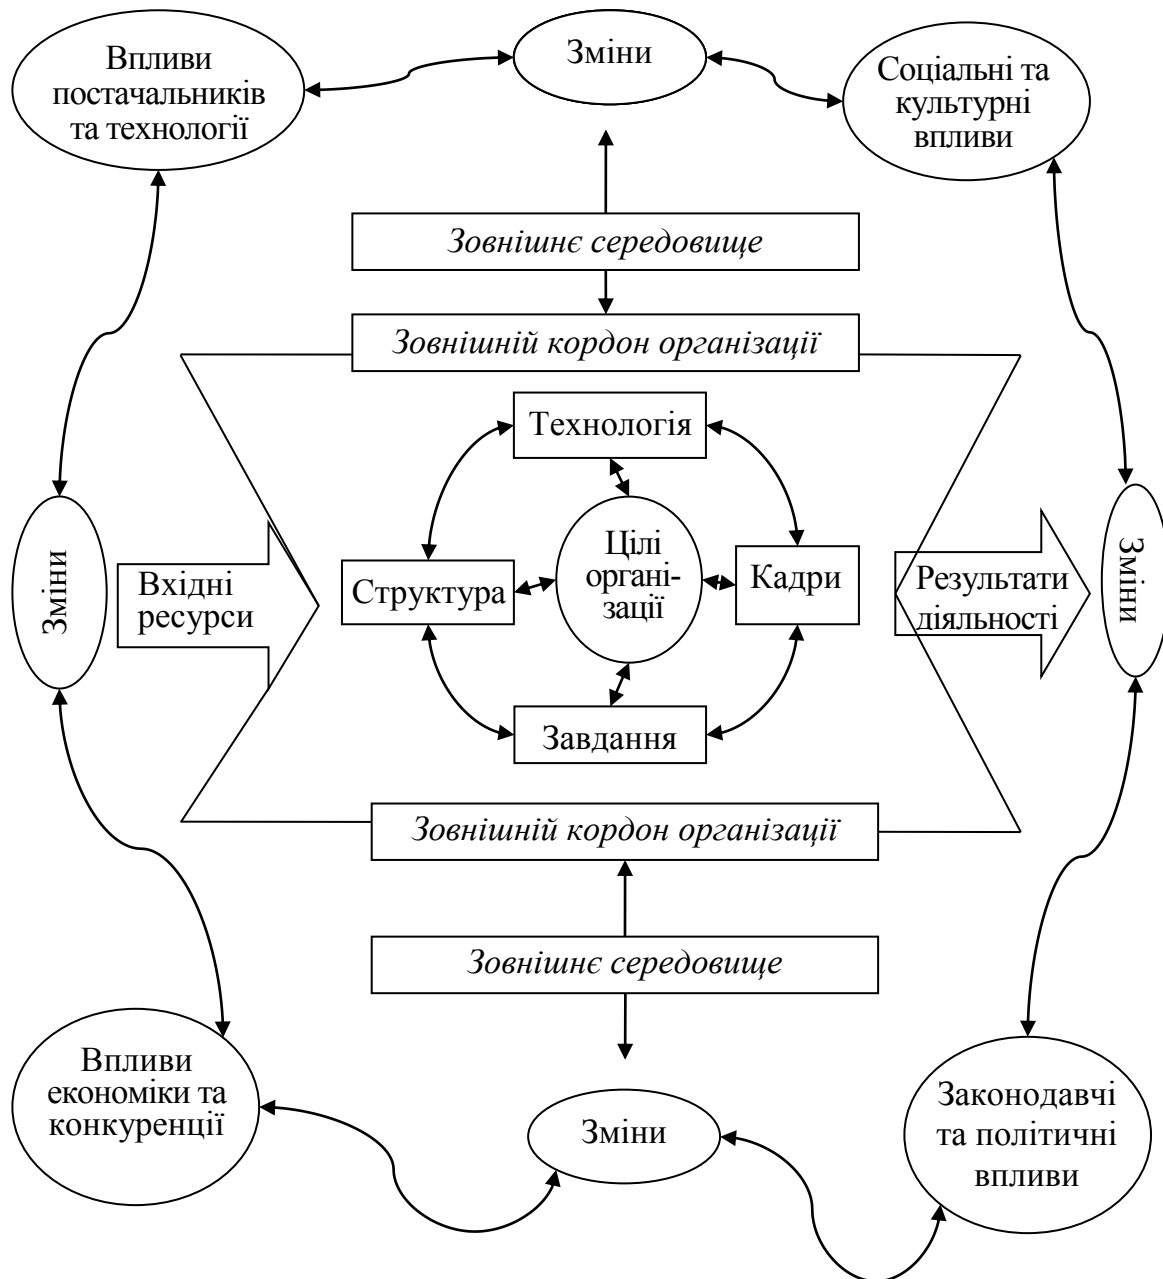 Впливи
постачальників
та технології
Зміни
Соціальні та
культурні
впливи
Зовнішнє середовище
Зовнішній кордон організації
Технологія
Зміни
Вхідні
ресурси
Структура
Цілі
органі-
зації
Кадри
Результати
діяльності
Зміни
Завдання
Зовнішній кордон організації
Зовнішнє середовище
Впливи
економіки та
конкуренції
Зміни
Законодавчі
та політичні
впливи